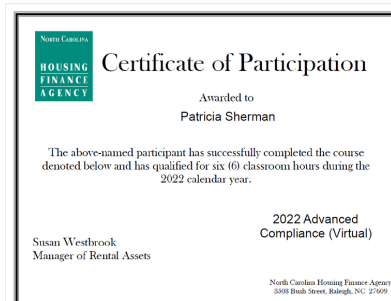 NORTH CAROLINA
HOUSING
FINANCE
AGENCY
Certificate of Participation
Awarded to
Patricia Sherman
The above-named participant has successfully completed the course
denoted below and has qualified for six (6) classroom hours during the
2022 calendar year.
2022 Advanced
Compliance (Virtual)
Susan Westbrook
Manager of Rental Assets
North Carolina Housing Finance Agency
3508 Bush Street, Raleigh, NC 27609